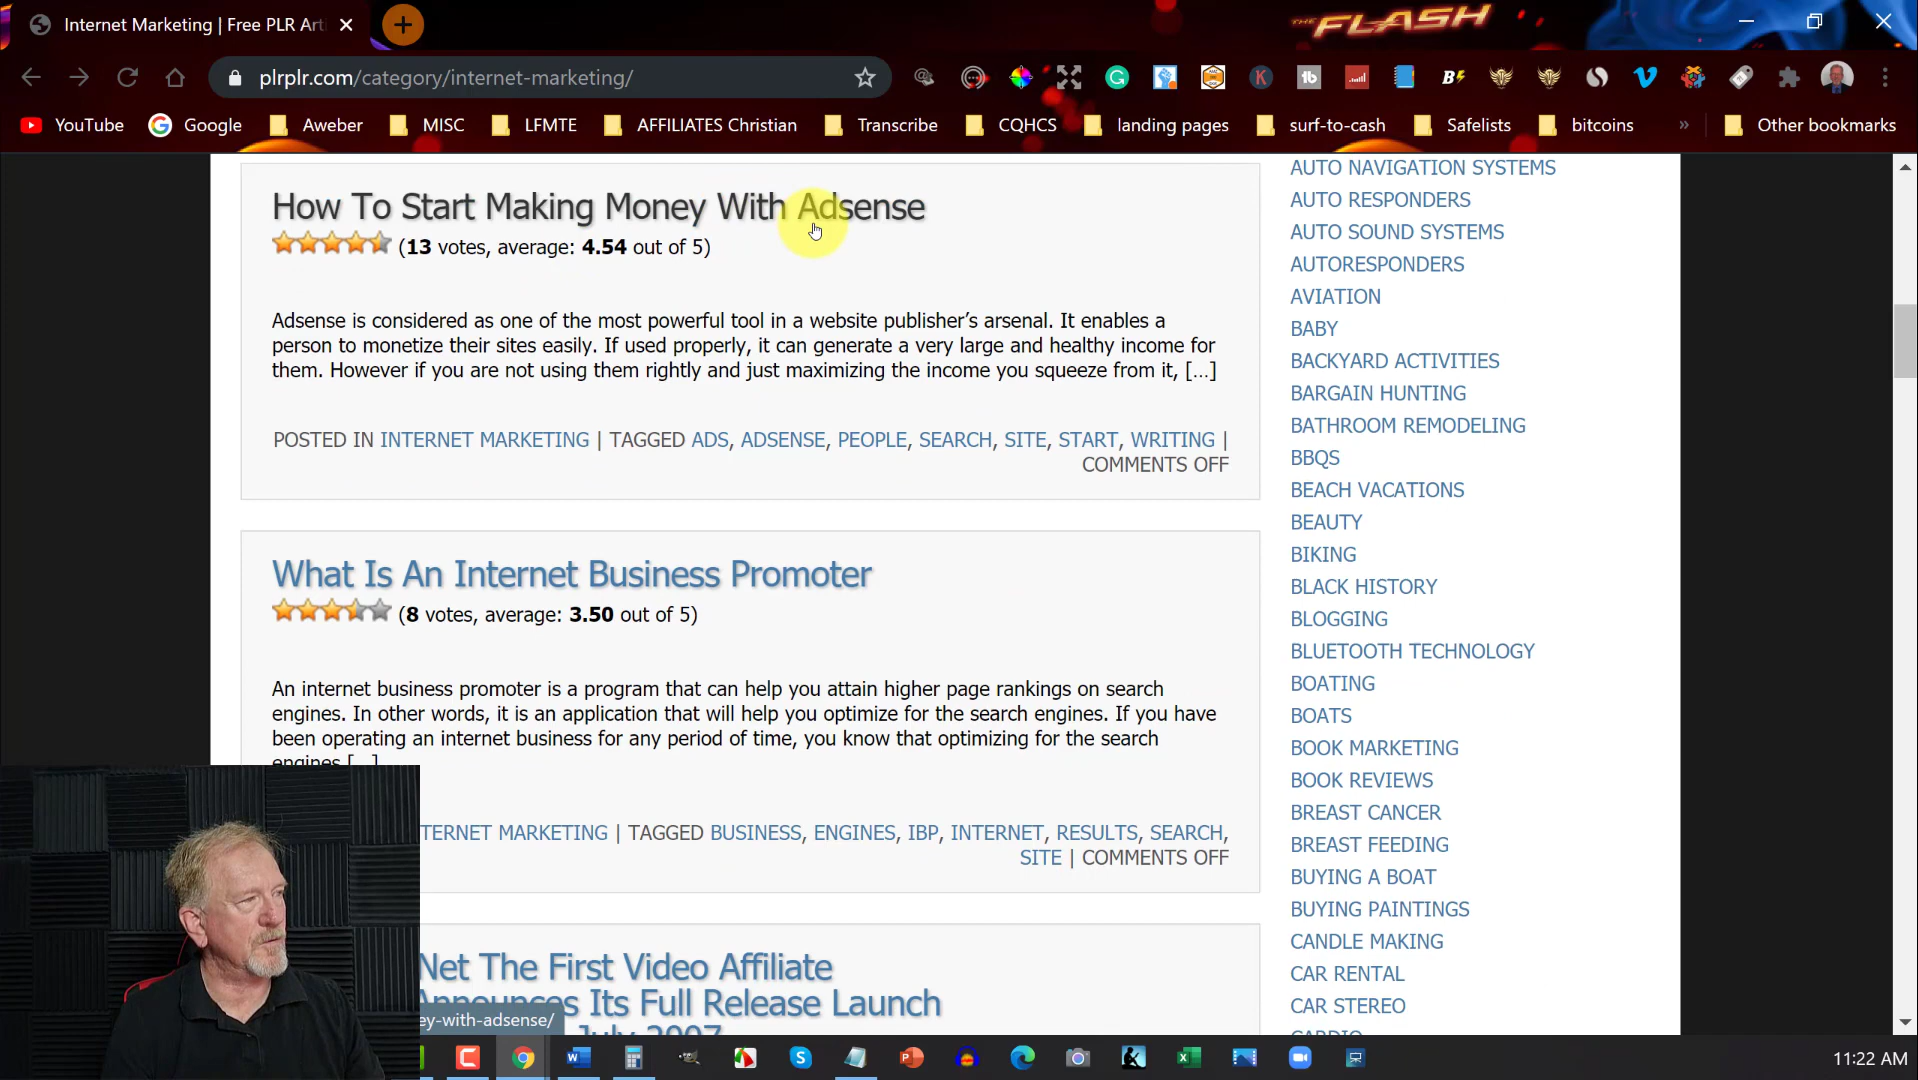 Internet Marketing | Free PLR Arti
THE FLASH
plrplr.com/category/internet-marketing/
YouTube Google Aweber MISC LFMTE AFFILIATES Christian Transcribe CQHCS landing pages surf-to-cash Safelists bitcoins » Other bookmarks
How To Start Making Money With Adsense
(13 votes, average: 4.54 out of 5)
Adsense is considered as one of the most powerful tool in a website publisher’s arsenal. It enables a
person to monetize their sites easily. If used properly, it can generate a very large and healthy income for
them. However if you are not using them rightly and just maximizing the income you squeeze from it, […]
POSTED IN INTERNET MARKETING | TAGGED ADS, ADSENSE, PEOPLE, SEARCH, SITE, START, WRITING |
COMMENTS OFF
What Is An Internet Business Promoter
(8 votes, average: 3.50 out of 5)
An internet business promoter is a program that can help you attain higher page rankings on search
engines. In other words, it is an application that will help you optimize for the search engines. If you have
been operating an internet business for any period of time, you know that optimizing for the search
engines […]
TERNET MARKETING | TAGGED BUSINESS, ENGINES, IBP, INTERNET, RESULTS, SEARCH,
SITE | COMMENTS OFF
Net The First Video Affiliate
Announces Its Full Release Launch
July 2007
ey-with-adsense/
AUTO NAVIGATION SYSTEMS
AUTO RESPONDERS
AUTO SOUND SYSTEMS
AUTORESPONDERS
AVIATION
BABY
BACKYARD ACTIVITIES
BARGAIN HUNTING
BATHROOM REMODELING
BBQS
BEACH VACATIONS
BEAUTY
BIKING
BLACK HISTORY
BLOGGING
BLUETOOTH TECHNOLOGY
BOATING
BOATS
BOOK MARKETING
BOOK REVIEWS
BREAST CANCER
BREAST FEEDING
BUYING A BOAT
BUYING PAINTINGS
CANDLE MAKING
CAR RENTAL
CAR STEREO
CARDIO
11:22 AM